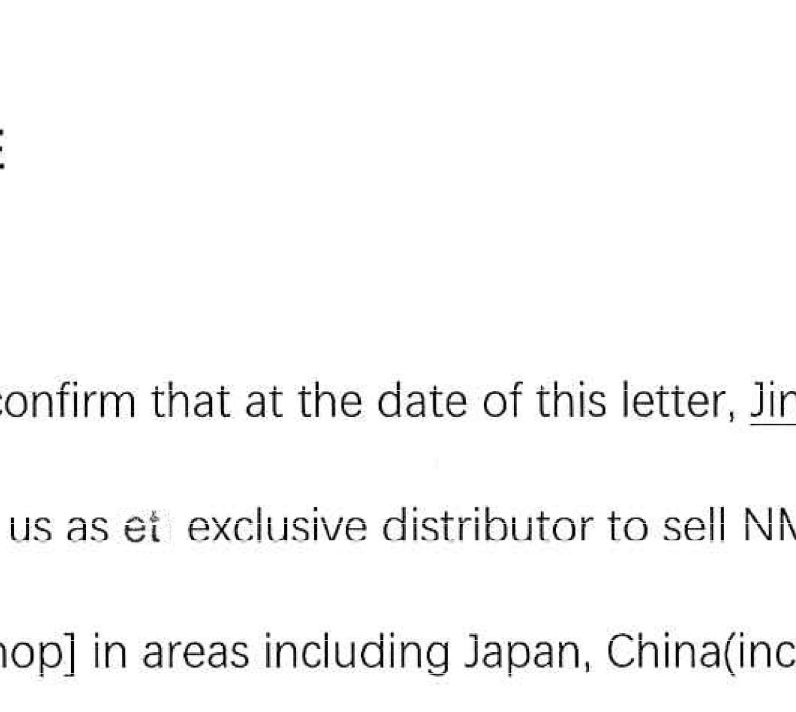 E
confirm that at the date of this letter, Jin
us as et exclusive distributor to sell NM
hop] in areas including Japan, China(inc